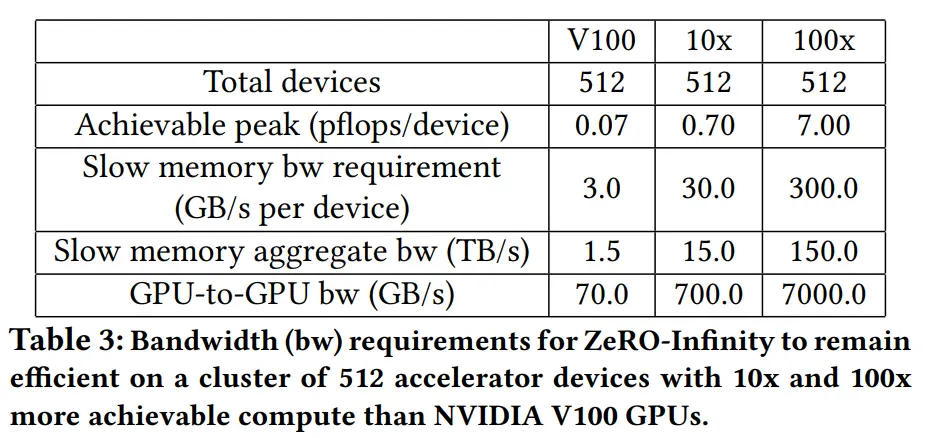 V100 10x 100x
Total devices 512 512 512
Achievable peak (pflops/device) 0.07 0.70 7.00
Slow memory bw requirement
(GB/s per device) 3.0 30.0 300.0
Slow memory aggregate bw (TB/s) 1.5 15.0 150.0
GPU-to-GPU bw (GB/s) 70.0 700.0 7000.0
Table 3: Bandwidth (bw) requirements for ZeRO-Infinity to remain
efficient on a cluster of 512 accelerator devices with 10x and 100x
more achievable compute than NVIDIA V100 GPUs.